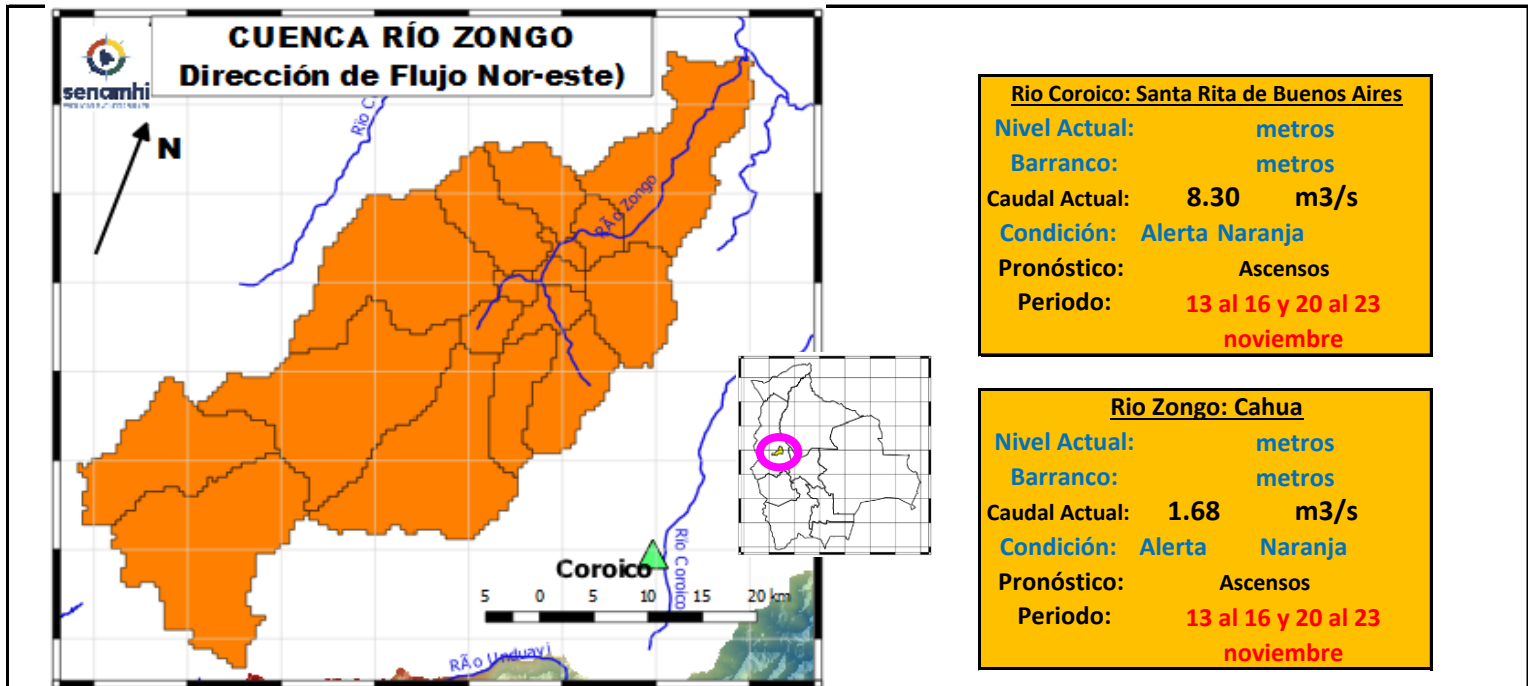 CUENCA RÍO ZONGO
Dirección de Flujo Nor-este)
senamhi
N
Río C
RÃo Zongo
Coroico
Río Coroico
5 0 5 10 15 20 km
RÃo Unduavi
Rio Coroico: Santa Rita de Buenos Aires
Nivel Actual: metros
Barranco: metros
Caudal Actual: 8.30 m3/s
Condición: Alerta Naranja
Pronóstico: Ascensos
Periodo: 13 al 16 y 20 al 23
noviembre
Rio Zongo: Cahua
Nivel Actual: metros
Barranco: metros
Caudal Actual: 1.68 m3/s
Condición: Alerta Naranja
Pronóstico: Ascensos
Periodo: 13 al 16 y 20 al 23
noviembre